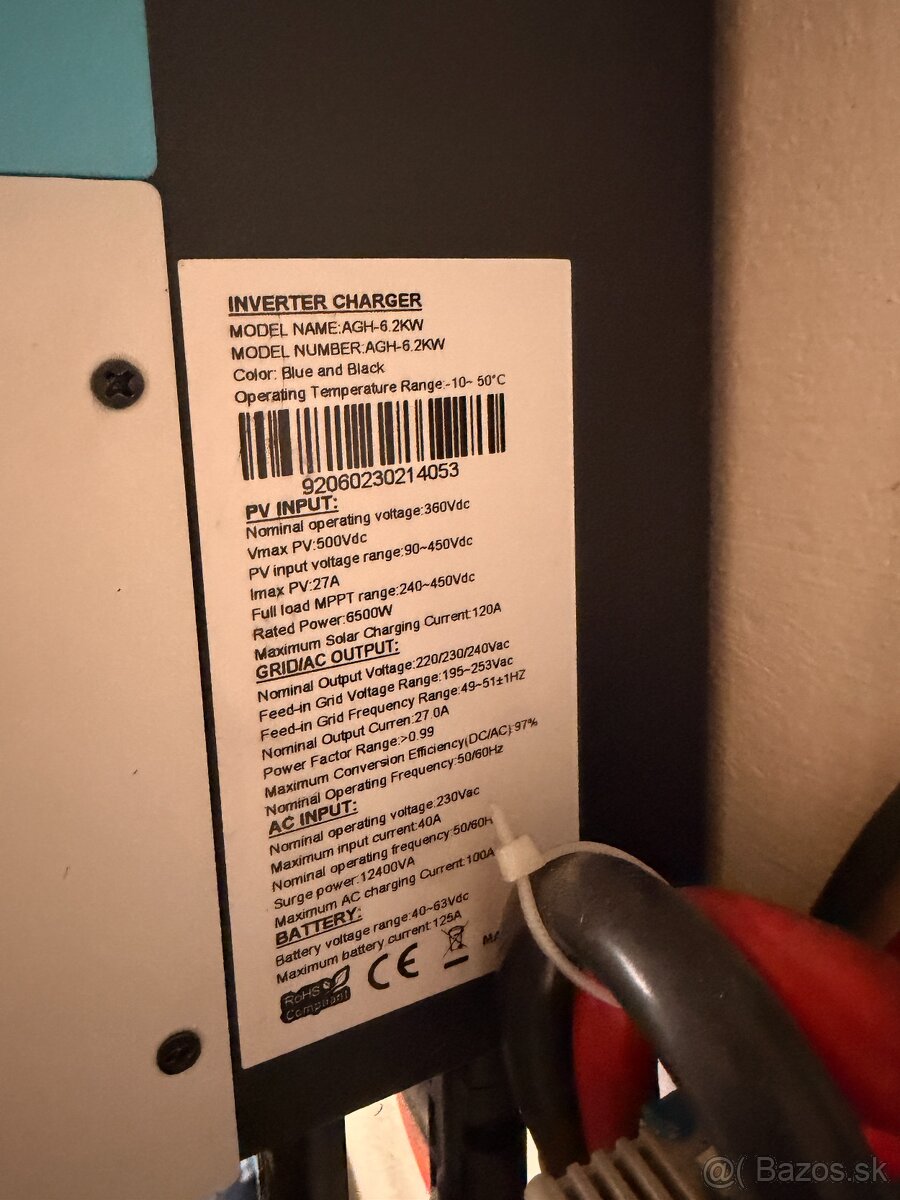 INVERTER CHARGER
MODEL NAME:AGH-6.2KW
MODEL NUMBER:AGH-6.2KW
Color: Blue and Black
Operating Temperature Range:-10~ 50°C
92060230214053
PV INPUT:
Nominal operating voltage:360Vdc
Vmax PV:500Vdc
PV input voltage range:90~450Vdc
Imax PV:27A
Full load MPPT range:240~450Vdc
Rated Power:6500W
Maximum Solar Charging Current:120A
GRID/AC OUTPUT:
Nominal Output Voltage:220/230/240Vac
Feed-in Grid Voltage Range:195~253Vac
Feed-in Grid Frequency Range:49~51±1HZ
Nominal Output Curren:27.0A
Power Factor Range:>0.99
Maximum Conversion Efficiency(DC/AC):97%
Nominal Operating Frequency:50/60Hz
AC INPUT:
Nominal operating voltage:230Vac
Maximum input current:40A
Nominal operating frequency:50/60H
Surge power:12400VA
Maximum AC charging Current:100A
BATTERY:
Battery voltage range:40~63Vdc
Maximum battery current:125A
RoHS CE MA
Compliant
@( Bazos.sk